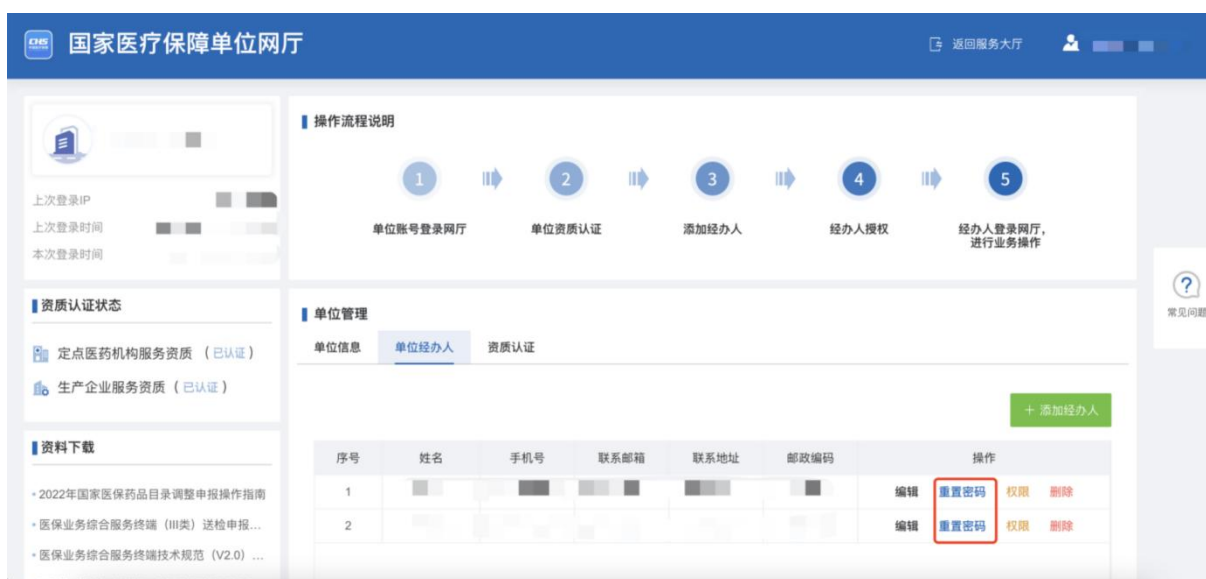 CHS
国家医疗保障单位网厅
返回服务大厅
上次登录IP
上次登录时间
本次登录时间
操作流程说明
1 2 3 4 5
单位账号登录网厅 单位资质认证 添加经办人 经办人授权 经办人登录网厅，
进行业务操作
常见问题
资质认证状态
定点医药机构服务资质 （已认证）
生产企业服务资质（已认证）
资料下载
2022年国家医保药品目录调整申报操作指南
医保业务综合服务终端（III类）送检申报...
医保业务综合服务终端技术规范（V2.0）...
单位管理
单位信息 单位经办人 资质认证
+ 添加经办人
序号 姓名 手机号 联系邮箱 联系地址 邮政编码 操作
1 编辑 重置密码 权限 删除
2 编辑 重置密码 权限 删除